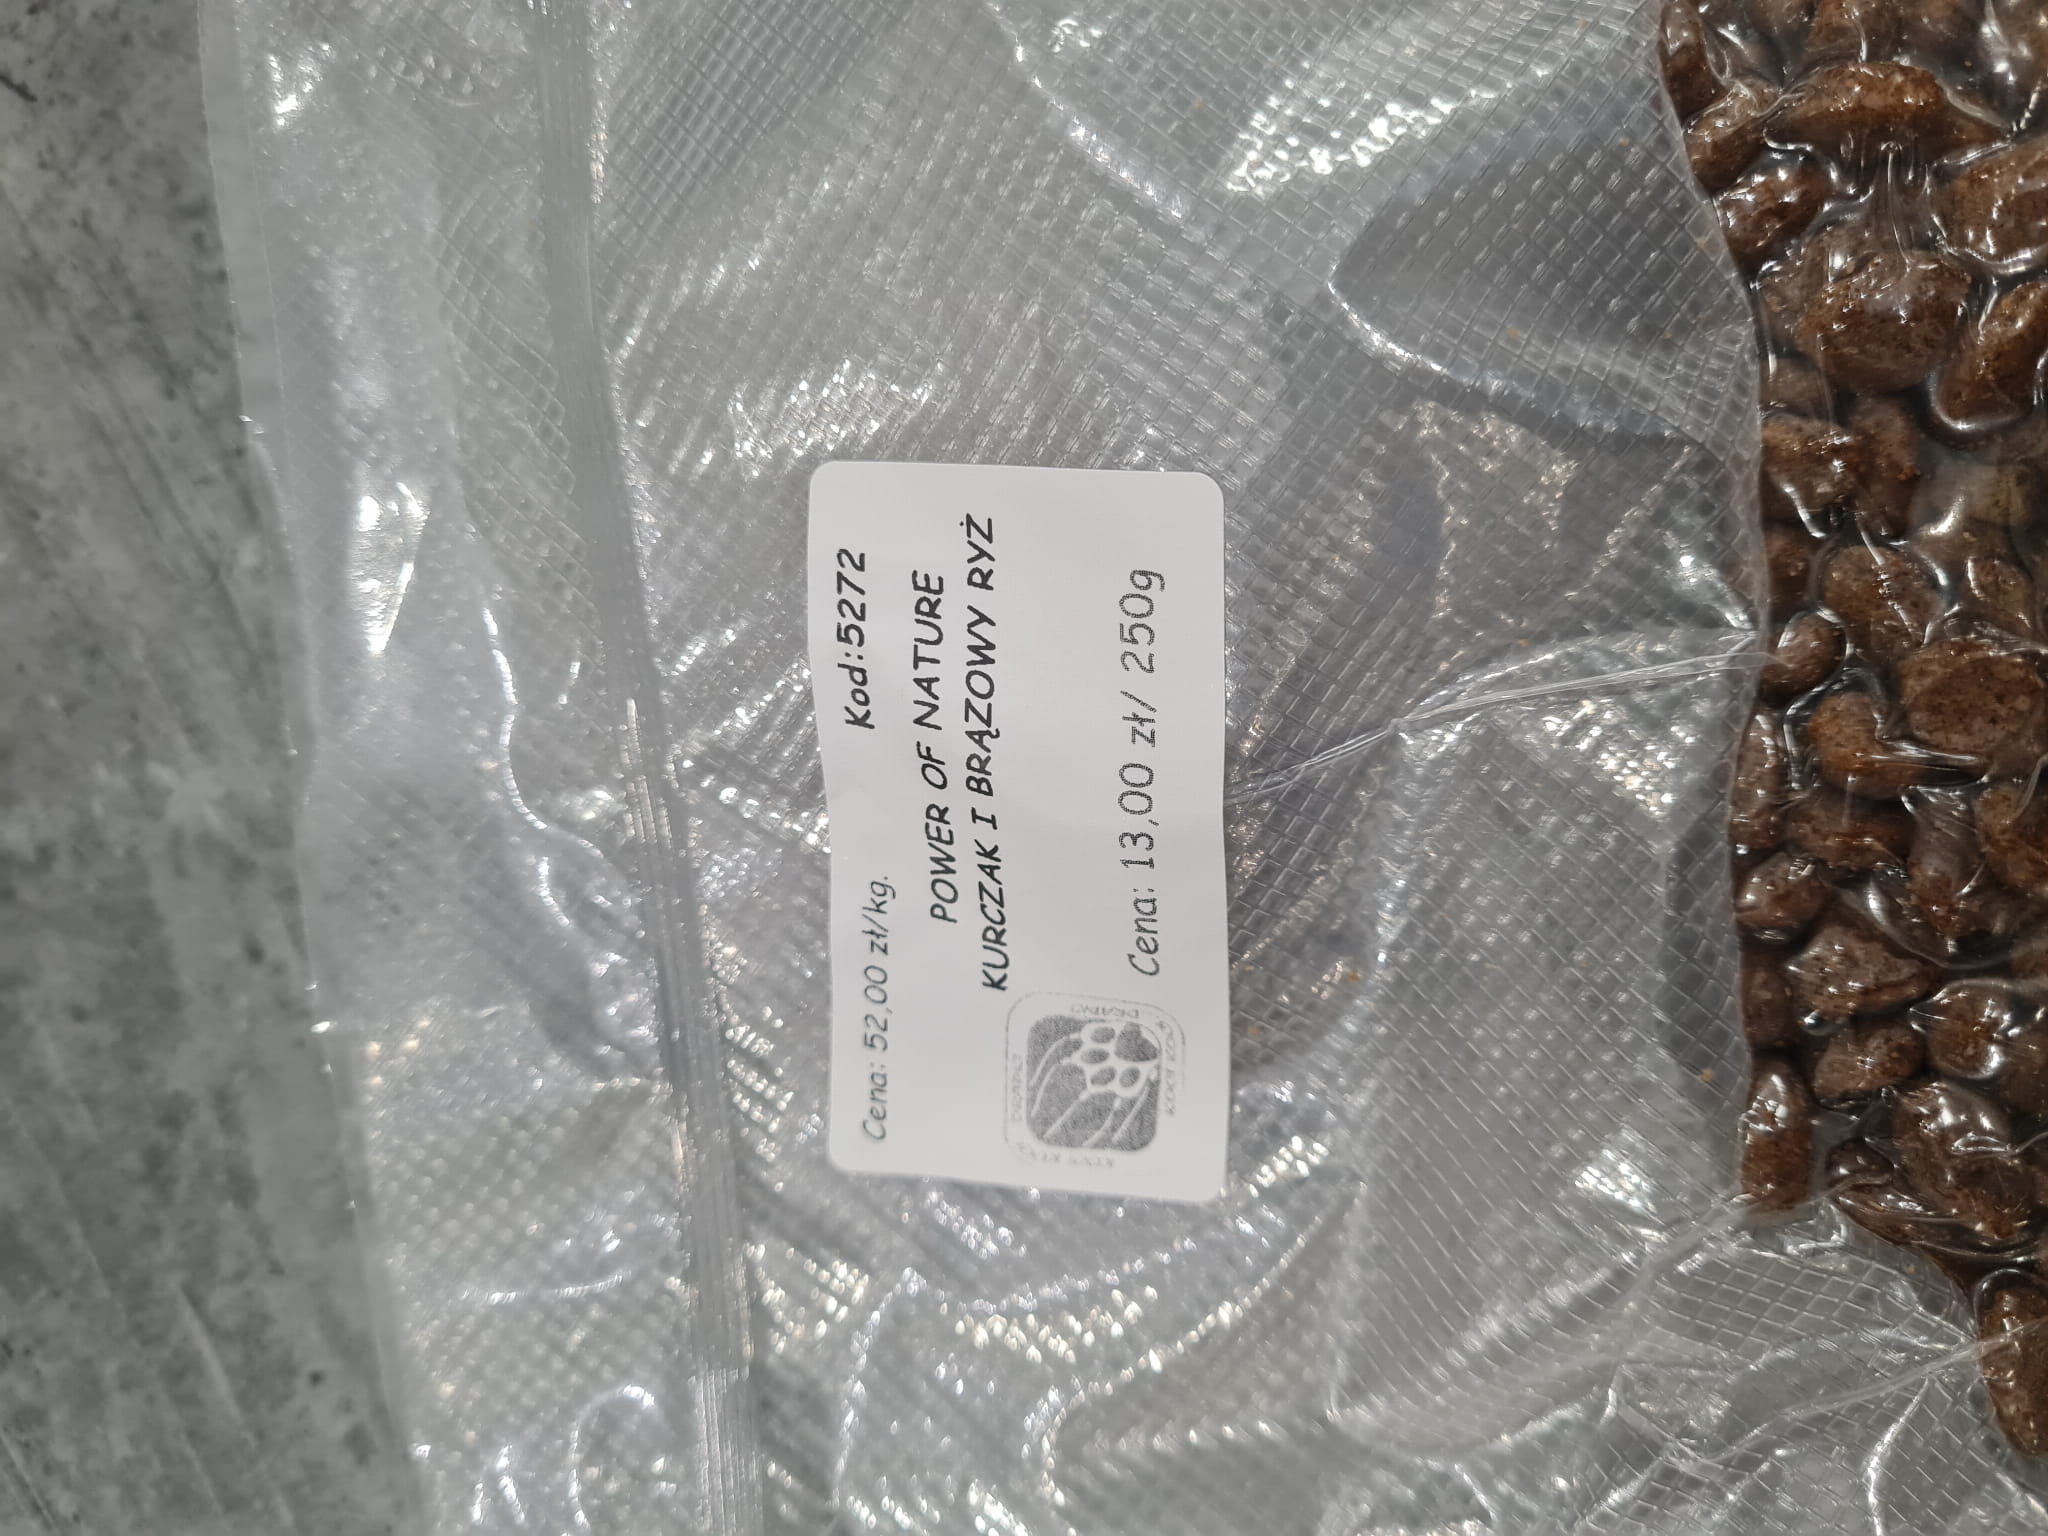 Cena: 52,00 zł/kg. Kod:5272
POWER OF NATURE
KURCZAK I BRĄZOWY RYŻ
Cena: 13,00 zł/ 250g